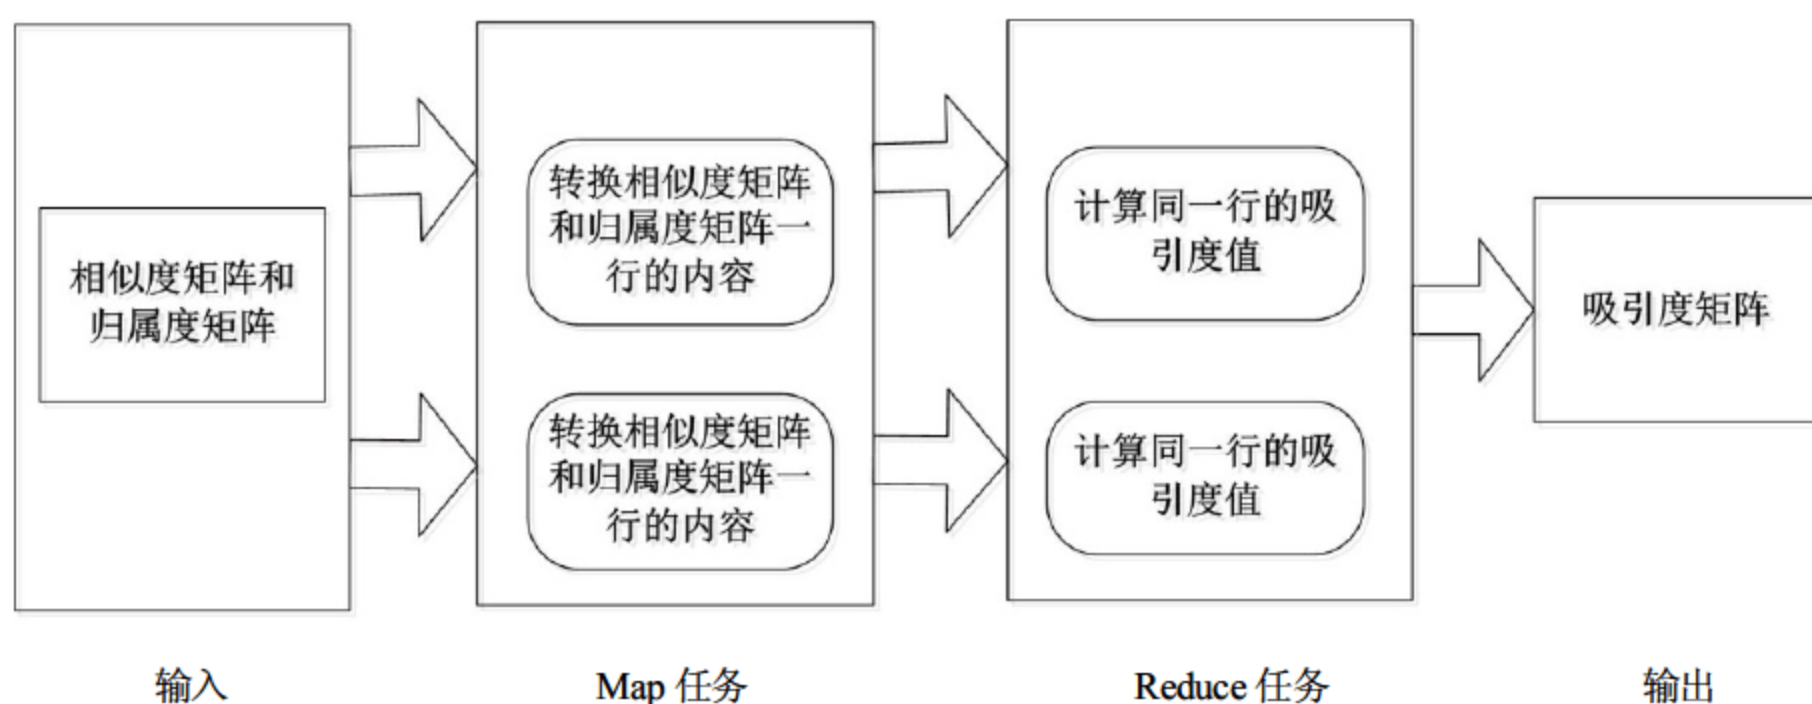 相似度矩阵和
归属度矩阵
转换相似度矩阵
和归属度矩阵一
行的内容
转换相似度矩阵
和归属度矩阵一
行的内容
计算同一行的吸
引度值
计算同一行的吸
引度值
吸引度矩阵
输入
Map 任务
Reduce 任务
输出